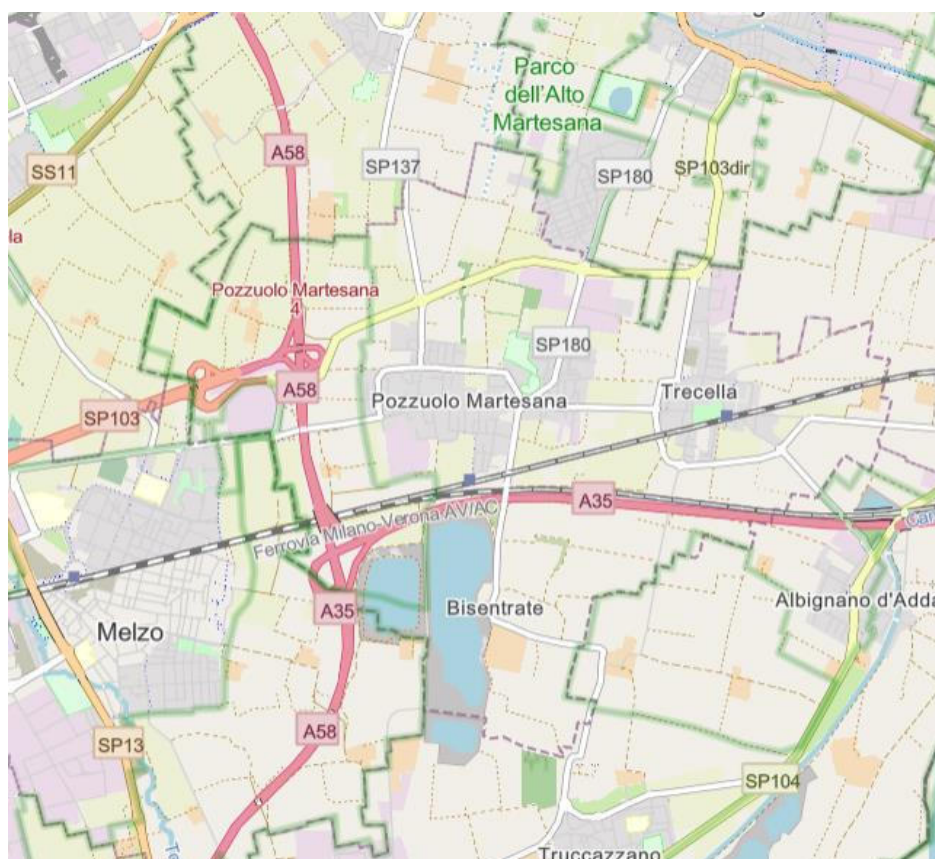 Parco
dell'Alto
Martesana
A58
SP137
SP180
SP103dir
SS11
Pozzuolo Martesana
4
SP180
A58
Pozzuolo Martesana
Trecella
SP103
A35
Ferrovia Milano-Verona AV/AC
A35
Bisentrate
Albignano d'Adda
Melzo
A58
SP13
SP104
Truccazzano